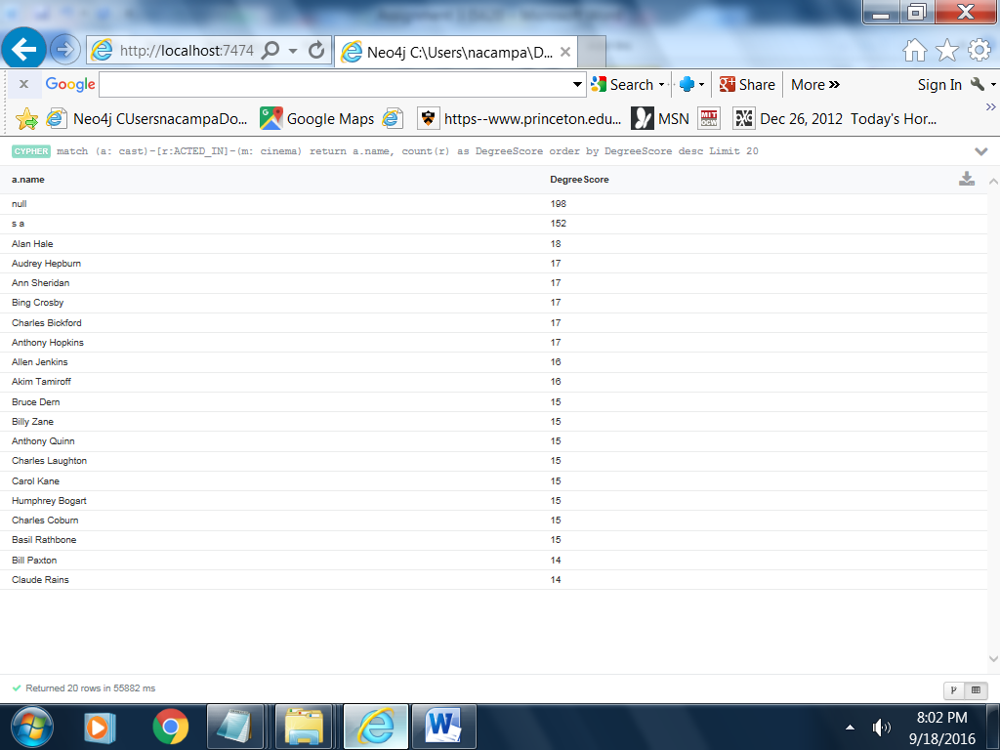 http://localhost:7474
Neo4j C:\Users\nacampa\D...
Google
Search
Share
More »
Sign In
Neo4j CUsersnacampaDo...
Google Maps
https--www.princeton.edu...
MSN
MIT
OCW
Dec 26, 2012 Today's Hor...
CYPHER match (a: cast)-[r:ACTED_IN]-(m: cinema) return a.name, count(r) as DegreeScore order by DegreeScore desc Limit 20
a.name DegreeScore
null 198
s a 152
Alan Hale 18
Audrey Hepburn 17
Ann Sheridan 17
Bing Crosby 17
Charles Bickford 17
Anthony Hopkins 17
Allen Jenkins 16
Akim Tamiroff 16
Bruce Dern 15
Billy Zane 15
Anthony Quinn 15
Charles Laughton 15
Carol Kane 15
Humphrey Bogart 15
Charles Coburn 15
Basil Rathbone 15
Bill Paxton 14
Claude Rains 14
Returned 20 rows in 55882 ms
8:02 PM
9/18/2016